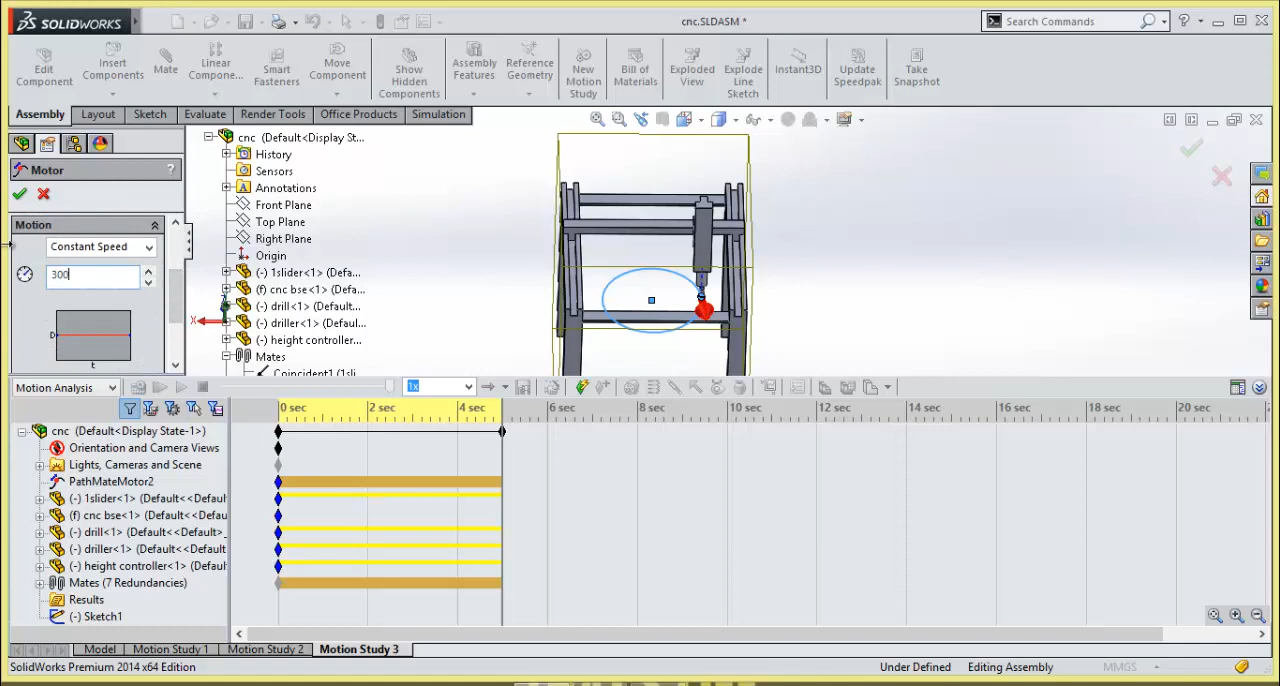 SOLIDWORKS
cnc.SLDASM *
Search Commands
Edit Component
Insert Components
Mate
Linear Compone...
Smart Fasteners
Move Component
Show Hidden Components
Assembly Features
Reference Geometry
New Motion Study
Bill of Materials
Exploded View
Explode Line Sketch
Instant3D
Update Speedpak
Take Snapshot
Assembly Layout Sketch Evaluate Render Tools Office Products Simulation
Motor ?
Motion
Constant Speed
300
D
t
cnc (Default<Display St...
History
Sensors
Annotations
Front Plane
Top Plane
Right Plane
Origin
(-) 1slider<1> (Defa...
(f) cnc bse<1> (Defa...
(-) drill<1> (Default...
(-) driller<1> (Defaul...
(-) height controller...
Mates
Coincident1 (1sli
X
Motion Analysis
1x
0 sec 2 sec 4 sec 6 sec 8 sec 10 sec 12 sec 14 sec 16 sec 18 sec 20 sec
cnc (Default<Display State-1>)
Orientation and Camera Views
Lights, Cameras and Scene
PathMateMotor2
(-) 1slider<1> (Default<<Defaul
(f) cnc bse<1> (Default<<Defau
(-) drill<1> (Default<<Default>_
(-) driller<1> (Default<<Default
(-) height controller<1> (Defaul
Mates (7 Redundancies)
Results
(-) Sketch1
Model Motion Study 1 Motion Study 2 Motion Study 3
SolidWorks Premium 2014 x64 Edition
Under Defined Editing Assembly MMGS